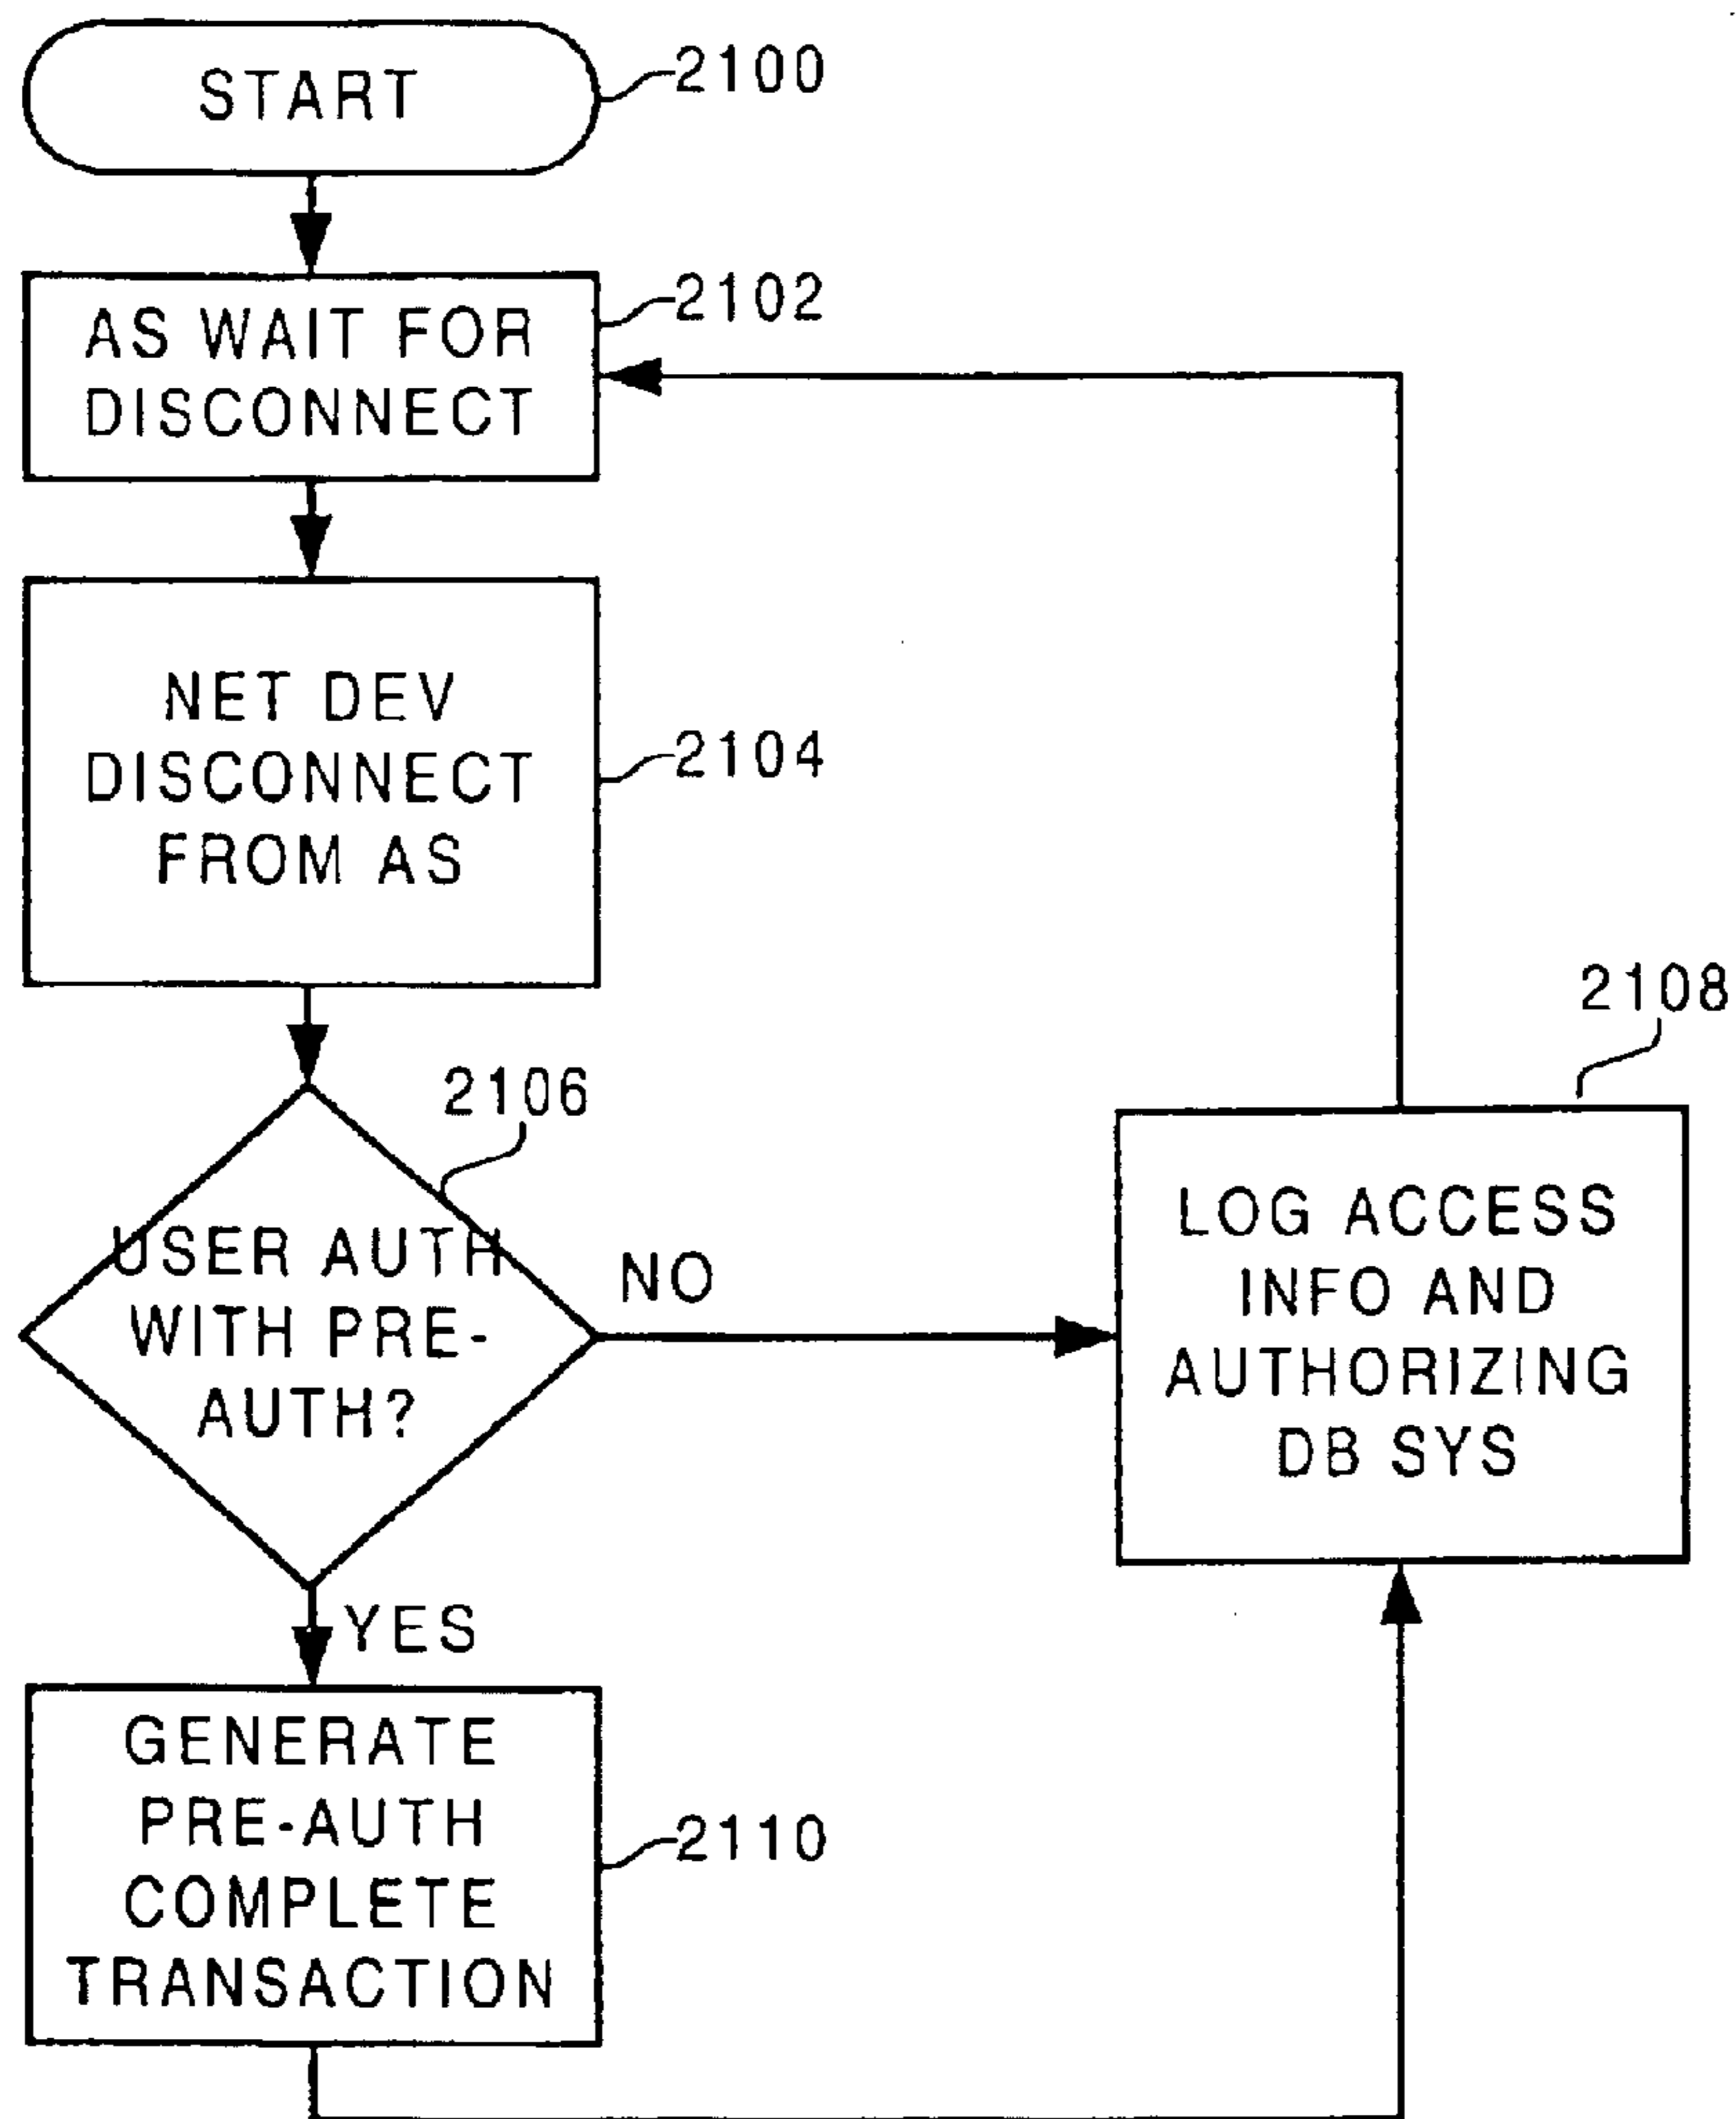 START
2100
AS WAIT FOR
DISCONNECT
2102
NET DEV
DISCONNECT
FROM AS
2104
2106
USER AUTH
WITH PRE-
AUTH?
NO
YES
2108
LOG ACCESS
INFO AND
AUTHORIZING
DB SYS
GENERATE
PRE-AUTH
COMPLETE
TRANSACTION
2110